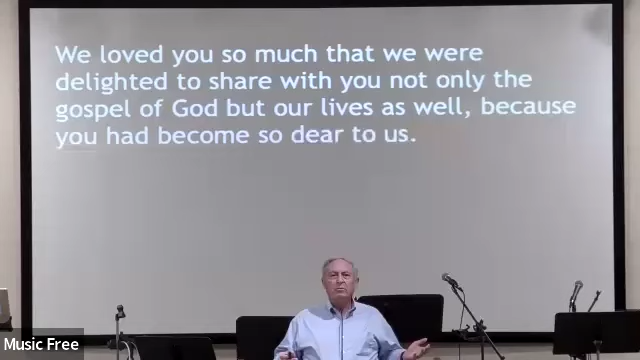 We loved you so much that we were
delighted to share with you not only the
gospel of God but our lives as well, because
you had become so dear to us.
Music Free